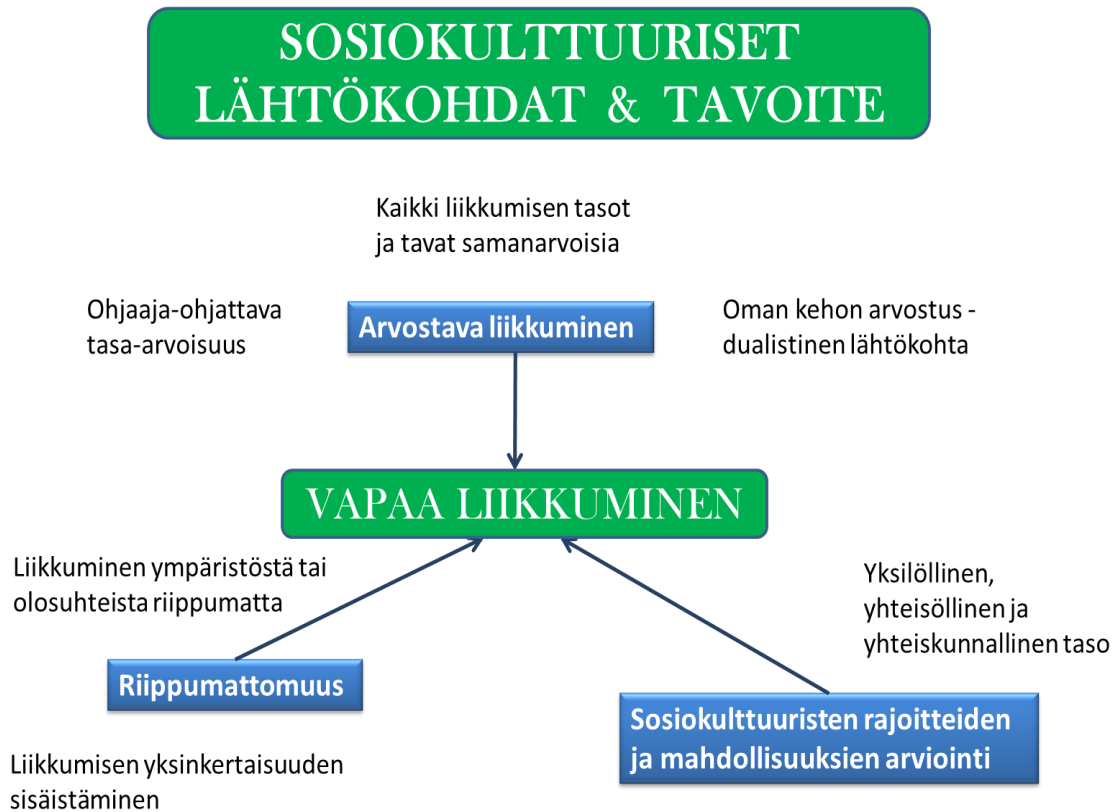 SOSIOKULTTUURISET
LÄHTÖKOHDAT & TAVOITE
Kaikki liikkumisen tasot
ja tavat samanarvoisia
Ohjaaja-ohjattava
tasa-arvoisuus
Arvostava liikkuminen
Oman kehon arvostus -
dualistinen lähtökohta
VAPAA LIIKKUMINEN
Liikkuminen ympäristöstä tai
olosuhteista riippumatta
Yksilöllinen,
yhteisöllinen ja
yhteiskunnallinen taso
Riippumattomuus
Sosiokulttuuristen rajoitteiden
ja mahdollisuuksien arviointi
Liikkumisen yksinkertaisuuden
sisäistäminen